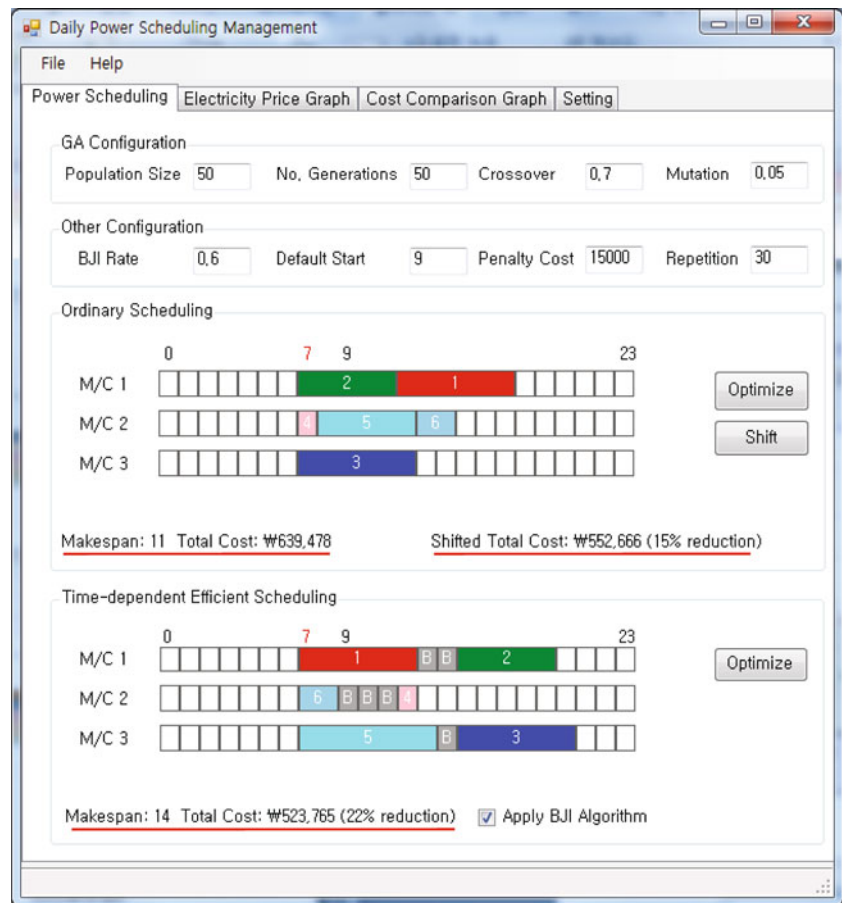 Daily Power Scheduling Management
File Help
Power Scheduling Electricity Price Graph Cost Comparison Graph Setting
GA Configuration
Population Size 50 No. Generations 50 Crossover 0.7 Mutation 0.05
Other Configuration
BJI Rate 0.6 Default Start 9 Penalty Cost 15000 Repetition 30
Ordinary Scheduling
0 7 9 23
M/C 1 2 1 Optimize
M/C 2 4 5 6 Shift
M/C 3 3
Makespan: 11 Total Cost: ₩639,478 Shifted Total Cost: ₩552,666 (15% reduction)
Time-dependent Efficient Scheduling
0 7 9 23
M/C 1 1 B B 2 Optimize
M/C 2 6 B B B 4
M/C 3 5 B 3
Makespan: 14 Total Cost: ₩523,765 (22% reduction) Apply BJI Algorithm